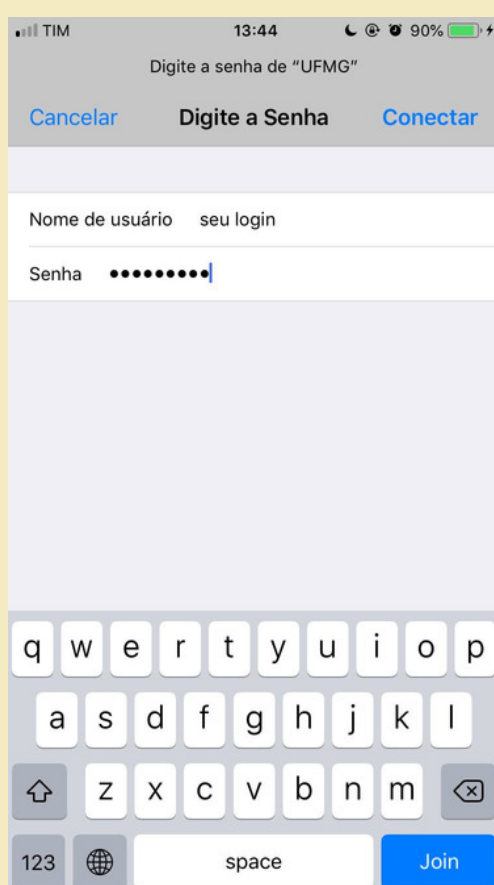 TIM 13:44 90%
Digite a senha de “UFMG”
Cancelar Digite a Senha Conectar
Nome de usuário seu login
Senha •••••••••
q w e r t y u i o p
a s d f g h j k l
z x c v b n m
123 space Join